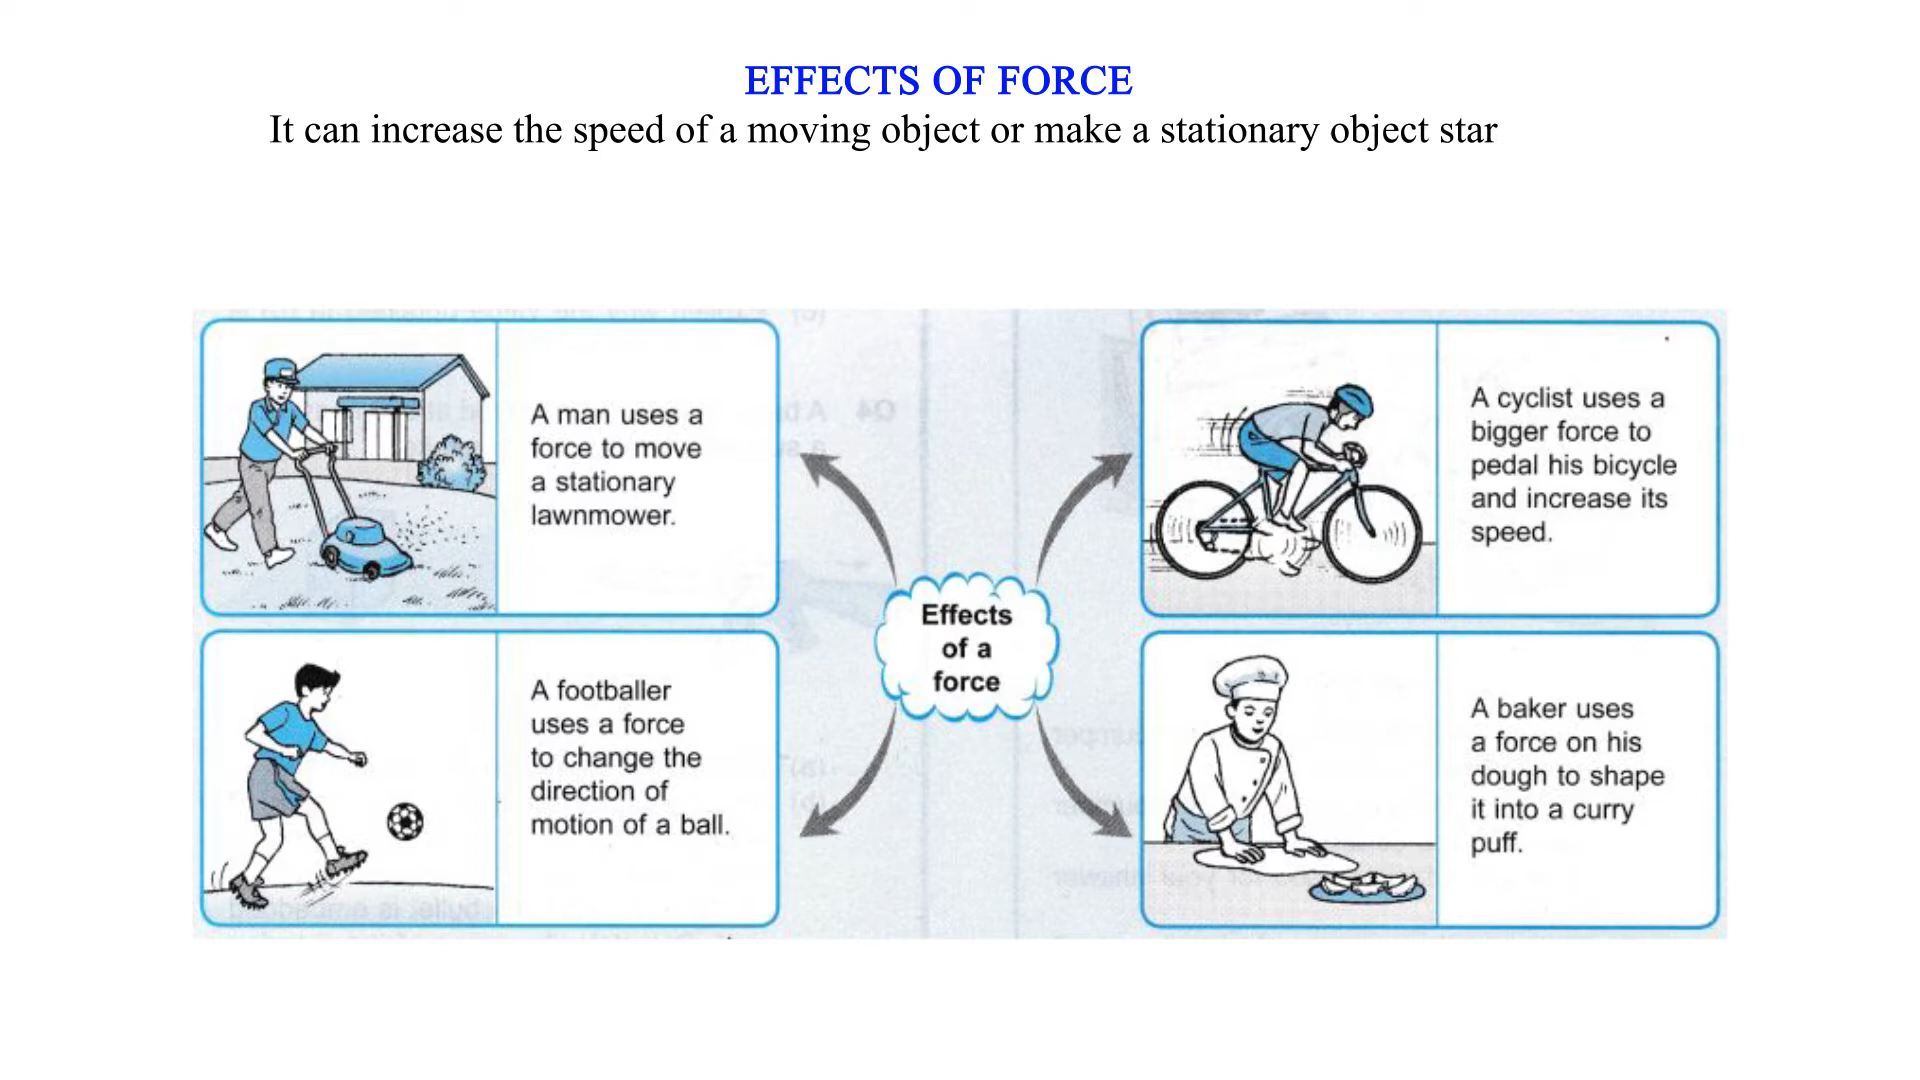 EFFECTS OF FORCE
It can increase the speed of a moving object or make a stationary object star
A man uses a
force to move
a stationary
lawnmower.
A cyclist uses a
bigger force to
pedal his bicycle
and increase its
speed.
Effects
of a
force
A footballer
uses a force
to change the
direction of
motion of a ball.
A baker uses
a force on his
dough to shape
it into a curry
puff.